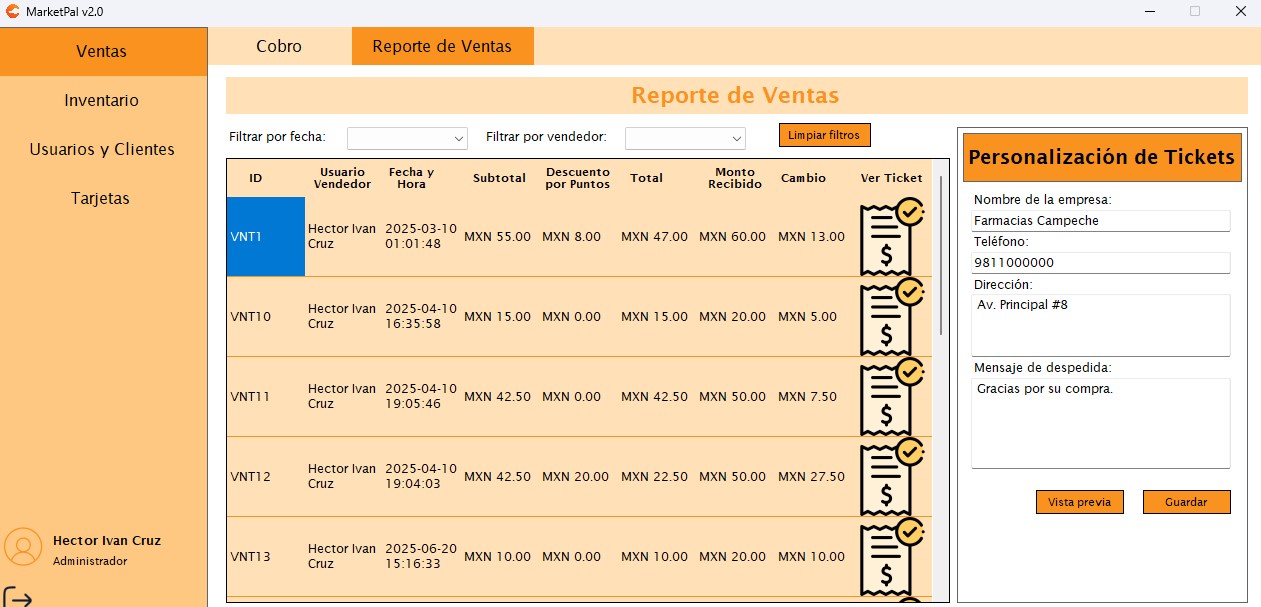 MarketPal v2.0
Ventas
Inventario
Usuarios y Clientes
Tarjetas
Hector Ivan Cruz
Administrador
Cobro
Reporte de Ventas
Reporte de Ventas
Filtrar por fecha:
Filtrar por vendedor:
Limpiar filtros
ID
Usuario
Vendedor
Fecha y
Hora
Subtotal
Descuento
por Puntos
Total
Monto
Recibido
Cambio
Ver Ticket
VNT1
Hector Ivan
Cruz
2025-03-10
01:01:48
MXN 55.00
MXN 8.00
MXN 47.00
MXN 60.00
MXN 13.00
$
VNT10
Hector Ivan
Cruz
2025-04-10
16:35:58
MXN 15.00
MXN 0.00
MXN 15.00
MXN 20.00
MXN 5.00
$
VNT11
Hector Ivan
Cruz
2025-04-10
19:05:46
MXN 42.50
MXN 0.00
MXN 42.50
MXN 50.00
MXN 7.50
$
VNT12
Hector Ivan
Cruz
2025-04-10
19:04:03
MXN 42.50
MXN 20.00
MXN 22.50
MXN 50.00
MXN 27.50
$
VNT13
Hector Ivan
Cruz
2025-06-20
15:16:33
MXN 10.00
MXN 0.00
MXN 10.00
MXN 20.00
MXN 10.00
$
Personalización de Tickets
Nombre de la empresa:
Farmacias Campeche
Teléfono:
9811000000
Dirección:
Av. Principal #8
Mensaje de despedida:
Gracias por su compra.
Vista previa
Guardar